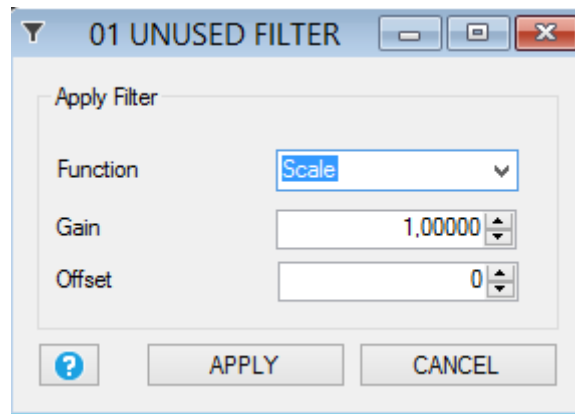 01 UNUSED FILTER
Apply Filter
Function Scale
Gain 1,00000
Offset 0
? APPLY CANCEL